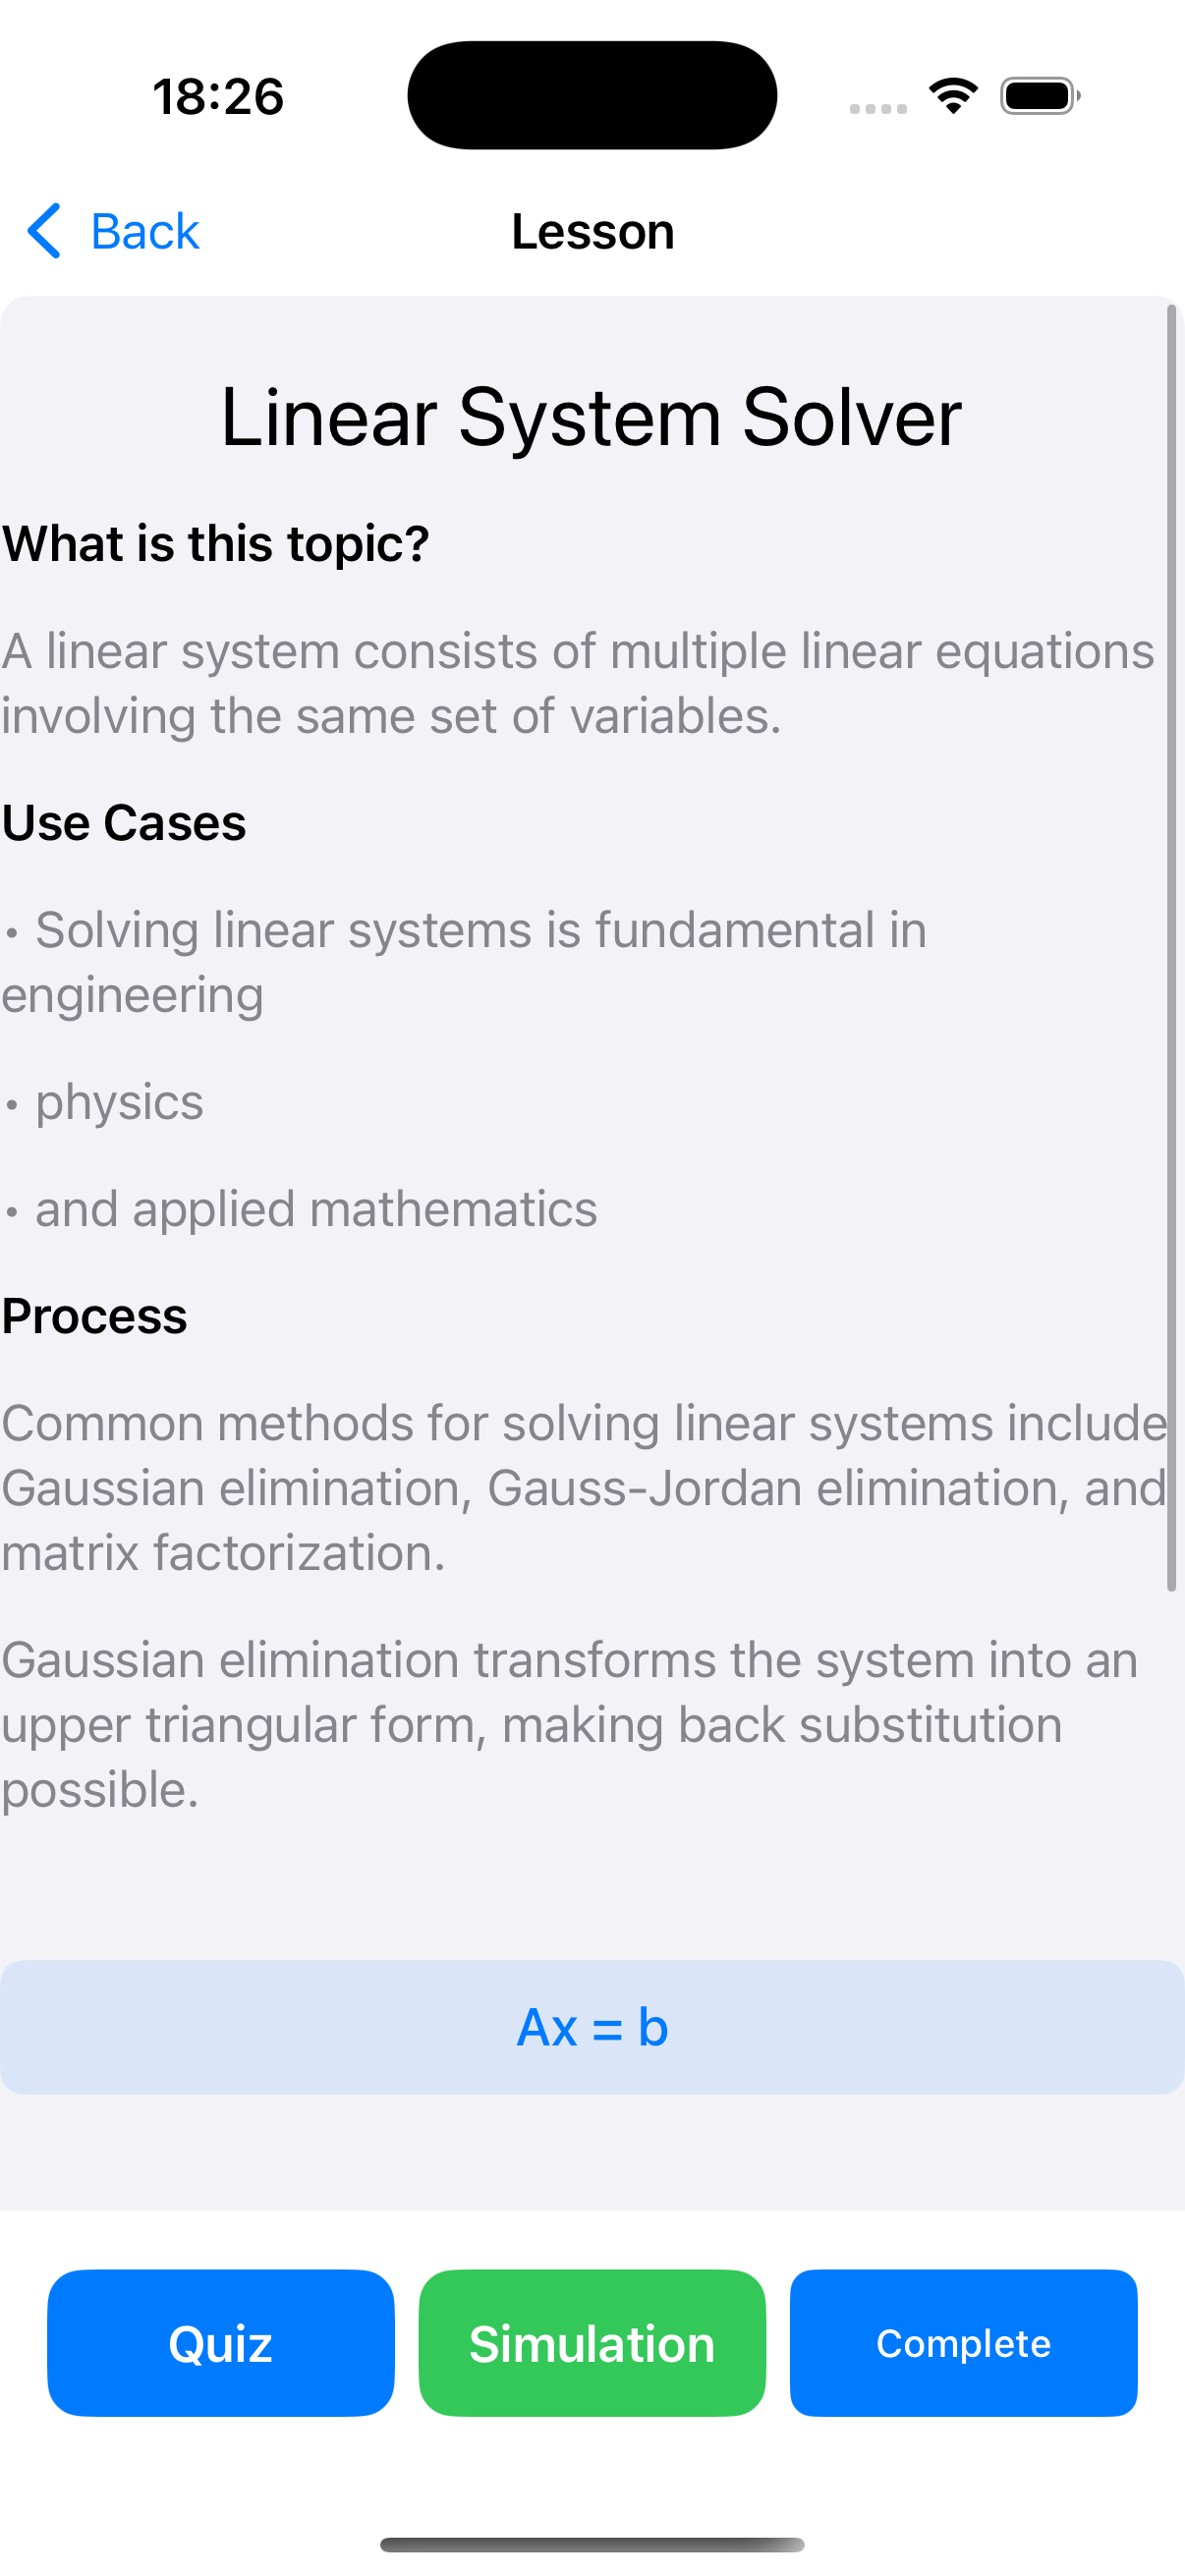 18:26
Back
Lesson
Linear System Solver
What is this topic?
A linear system consists of multiple linear equations
involving the same set of variables.
Use Cases
• Solving linear systems is fundamental in
engineering
• physics
• and applied mathematics
Process
Common methods for solving linear systems include
Gaussian elimination, Gauss-Jordan elimination, and
matrix factorization.
Gaussian elimination transforms the system into an
upper triangular form, making back substitution
possible.
Ax = b
Quiz
Simulation
Complete